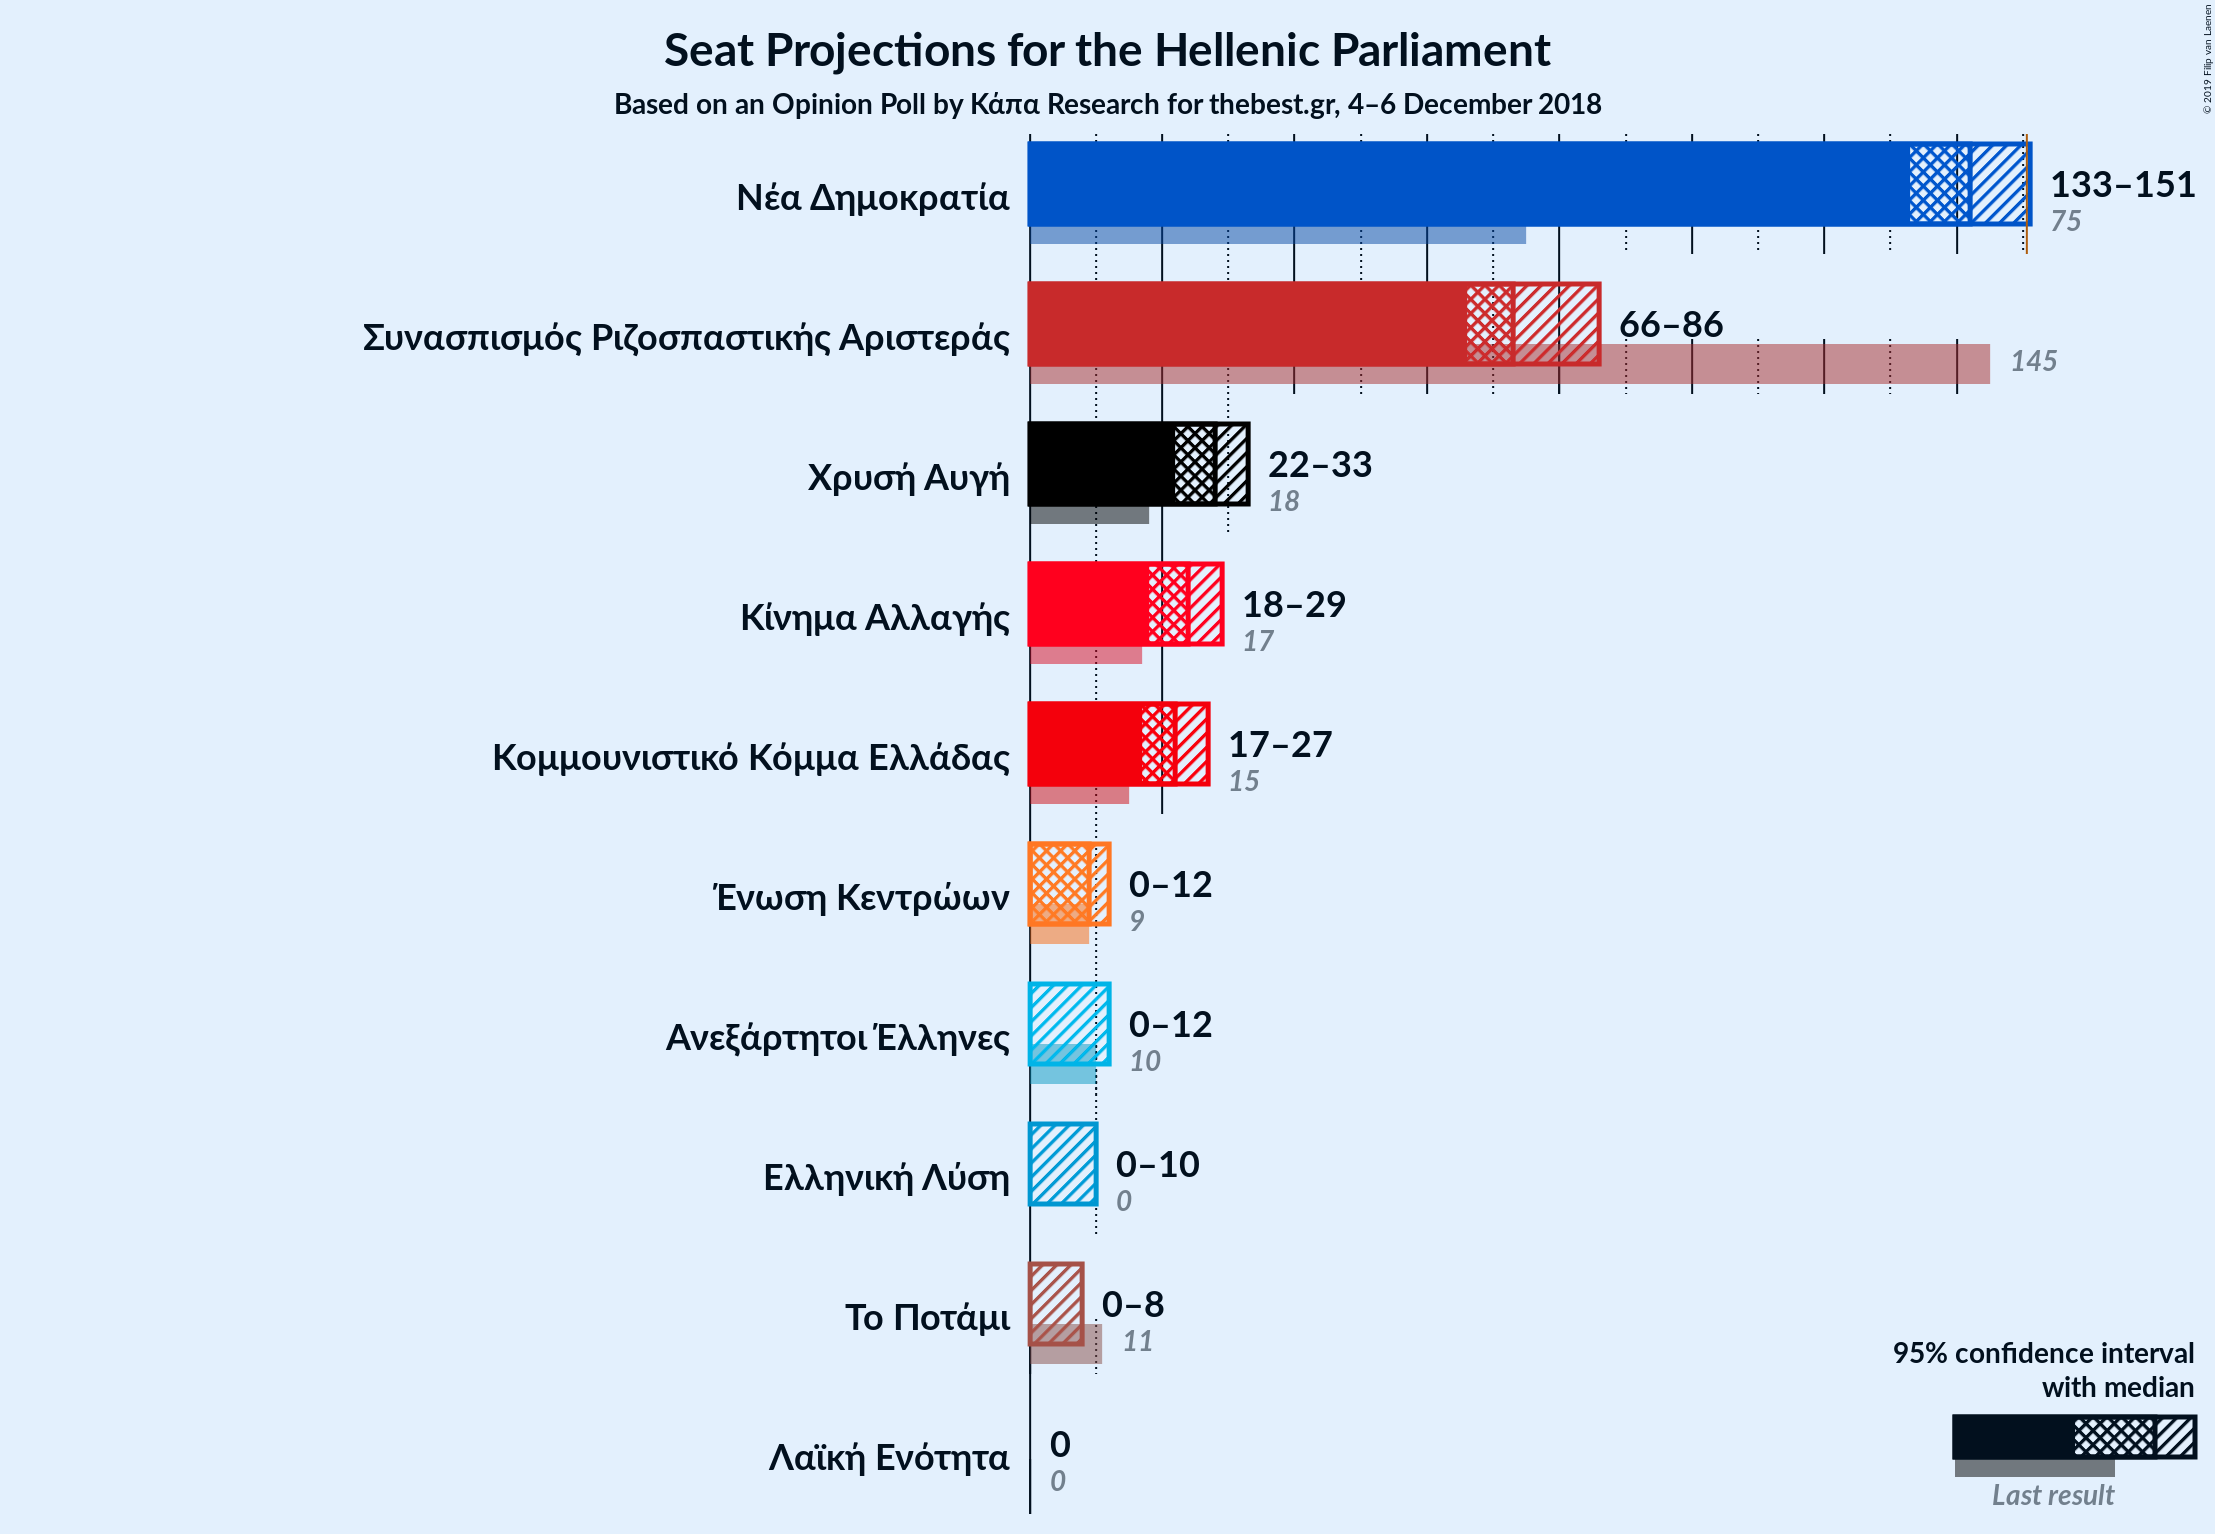 Seat Projections for the Hellenic Parliament
Based on an Opinion Poll by Κάπα Research for thebest.gr, 4–6 December 2018
© 2019 Filip van Laenen
Νέα Δημοκρατία
133–151
75
Συνασπισμός Ριζοσπαστικής Αριστεράς
66–86
145
Χρυσή Αυγή
22–33
18
Κίνημα Αλλαγής
18–29
17
Κομμουνιστικό Κόμμα Ελλάδας
17–27
15
Ένωση Κεντρώων
0–12
9
Ανεξάρτητοι Έλληνες
0–12
10
Ελληνική Λύση
0–10
0
Το Ποτάμι
0–8
11
Λαϊκή Ενότητα
0
0
95% confidence interval
with median
Last result